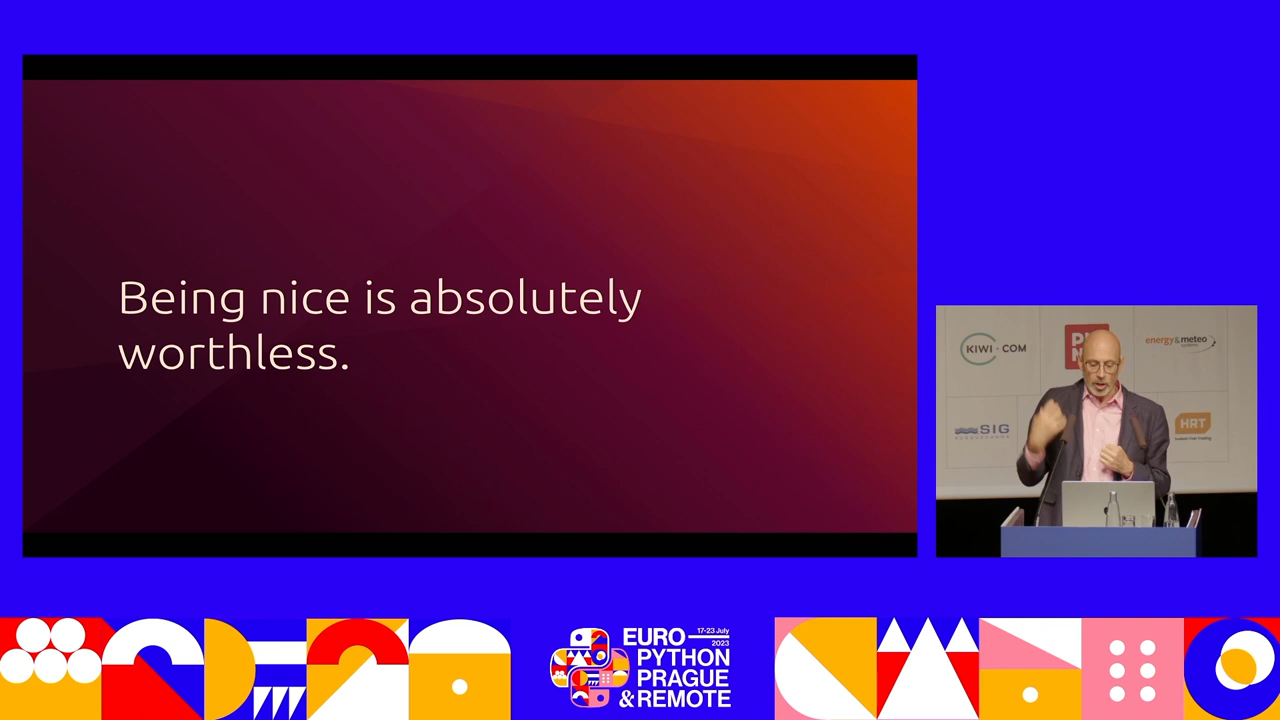 Being nice is absolutely
worthless.
KIWI.COM
energy & meteo
systems
SIG
HRT
EURO
17-23 July
2023
PYTHON
PRAGUE
& REMOTE